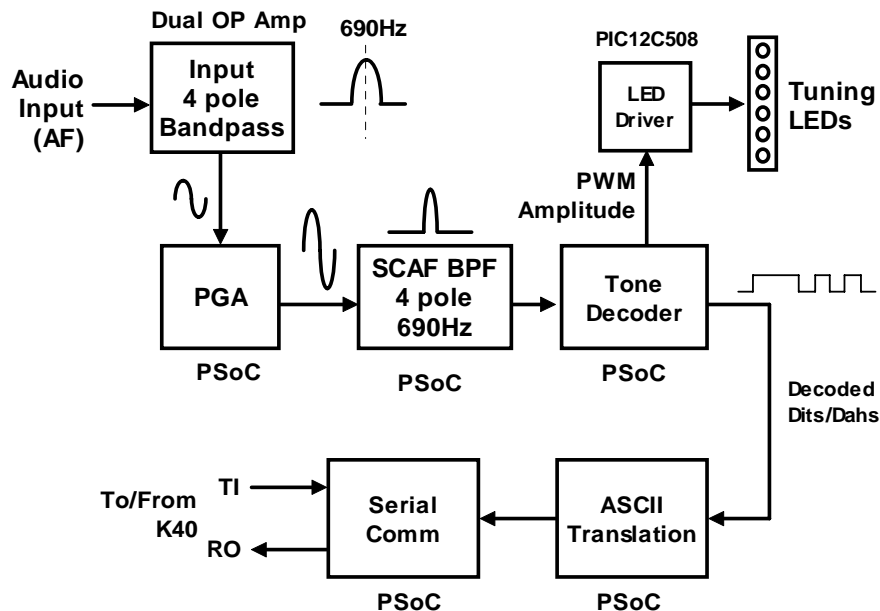 Dual OP Amp
690Hz
PIC12C508
Audio
Input
(AF)
Input
4 pole
Bandpass
LED
Driver
Tuning
LEDs
PWM
Amplitude
PGA
SCAF BPF
4 pole
690Hz
Tone
Decoder
PSoC
PSoC
PSoC
Decoded
Dits/Dahs
To/From
K40
TI
RO
Serial
Comm
ASCII
Translation
PSoC
PSoC